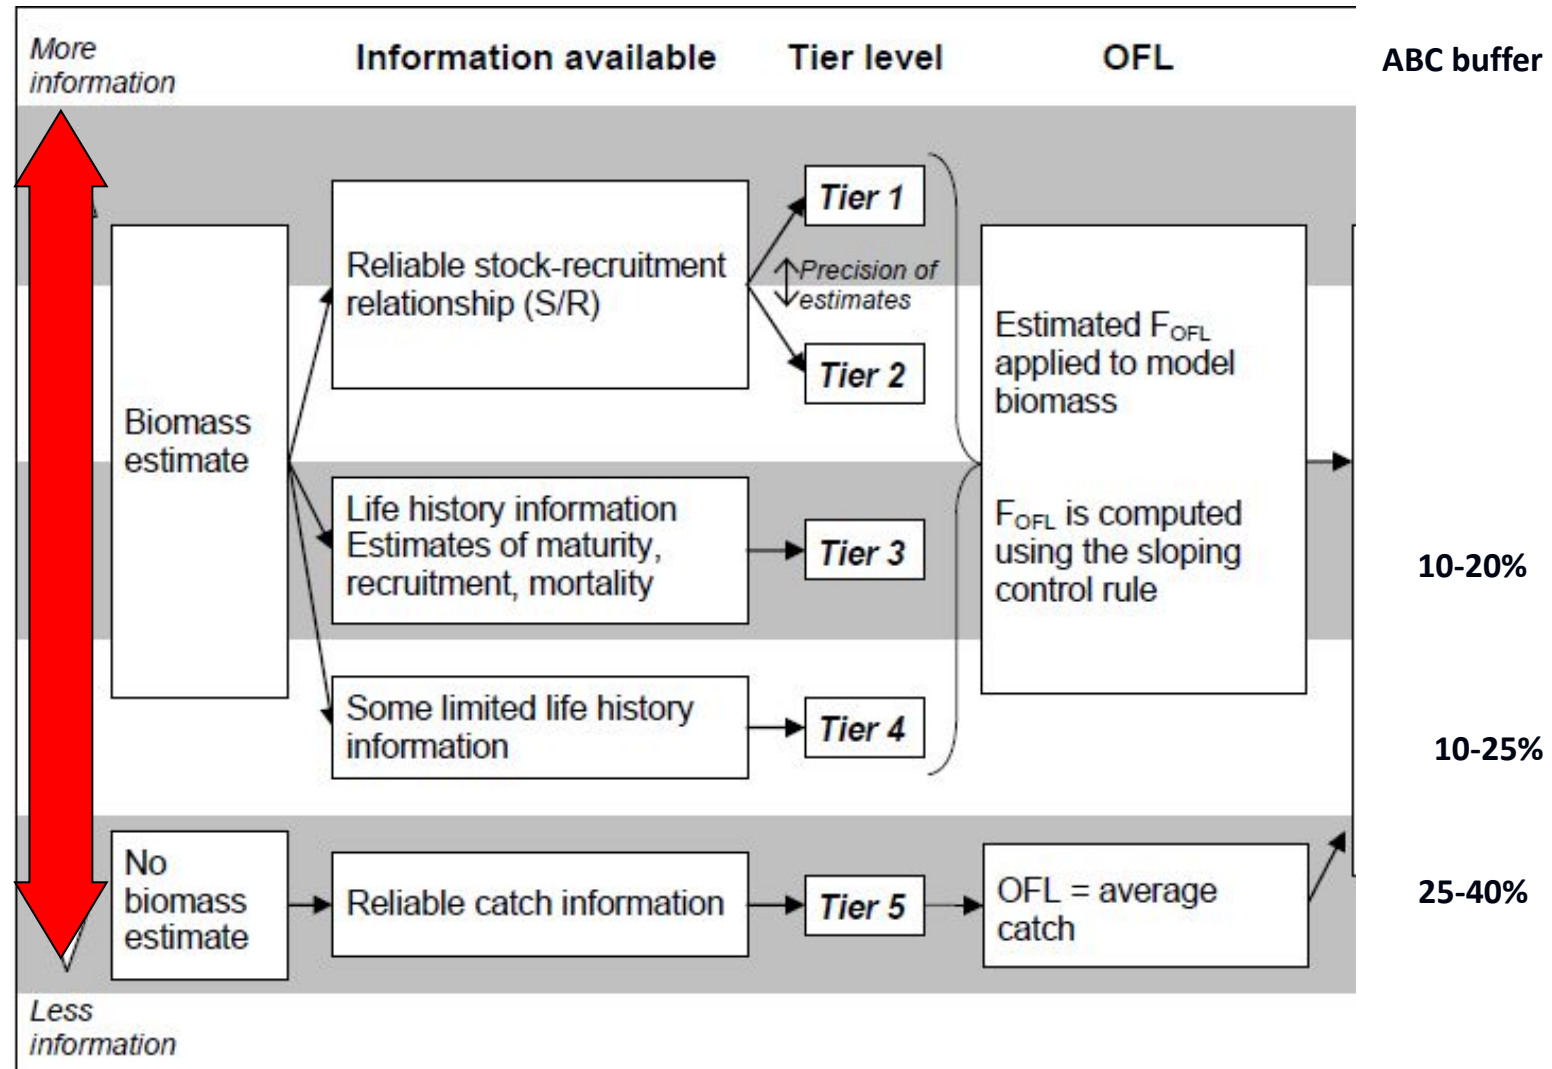 More
information
Information available
Tier level
OFL
ABC buffer
Biomass
estimate
Reliable stock-recruitment
relationship (S/R)
Tier 1
Precision of
estimates
Tier 2
Life history information
Estimates of maturity,
recruitment, mortality
Tier 3
Some limited life history
information
Tier 4
Estimated FOFL
applied to model
biomass
FOFL is computed
using the sloping
control rule
10-20%
10-25%
No
biomass
estimate
Reliable catch information
Tier 5
OFL = average
catch
25-40%
Less
information